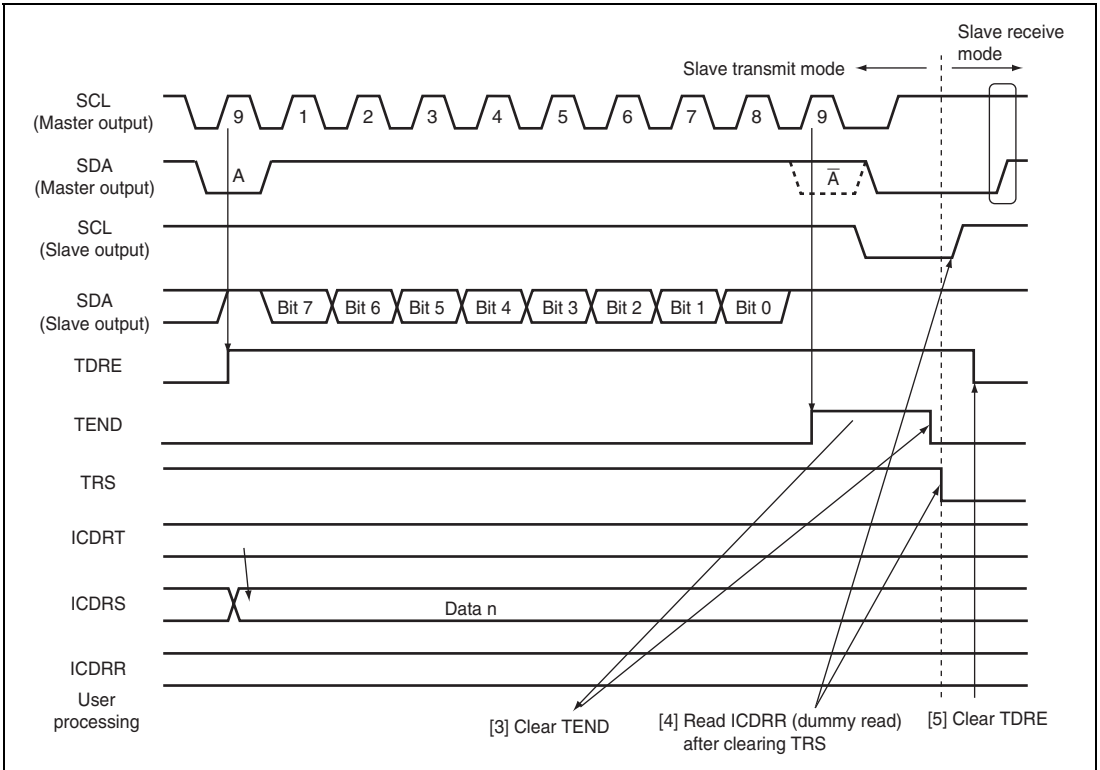 Slave receive
mode
Slave transmit mode
SCL
(Master output)
9 1 2 3 4 5 6 7 8 9
SDA
(Master output)
A A̅
SCL
(Slave output)
SDA
(Slave output)
Bit 7 Bit 6 Bit 5 Bit 4 Bit 3 Bit 2 Bit 1 Bit 0
TDRE
TEND
TRS
ICDRT
ICDRS
Data n
ICDRR
User
processing
[3] Clear TEND
[4] Read ICDRR (dummy read)
after clearing TRS
[5] Clear TDRE